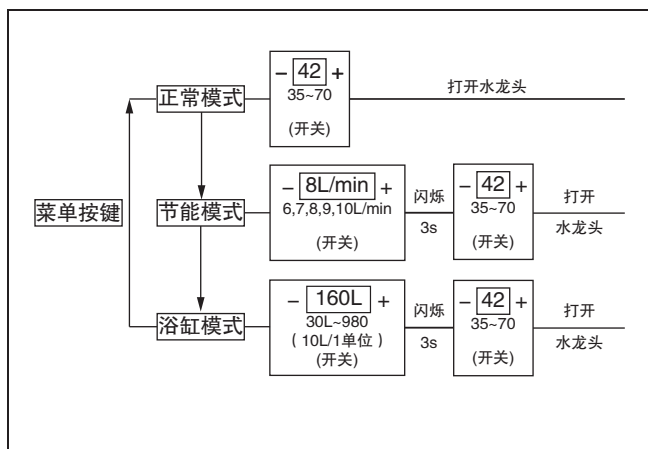 - 42 +
35~70
(开关)
正常模式
打开水龙头
菜单按键
节能模式
- 8L/min +
6,7,8,9,10L/min
(开关)
闪烁
3s
- 42 +
35~70
(开关)
打开
水龙头
浴缸模式
- 160L +
30L~980
(10L/1单位)
(开关)
闪烁
3s
- 42 +
35~70
(开关)
打开
水龙头